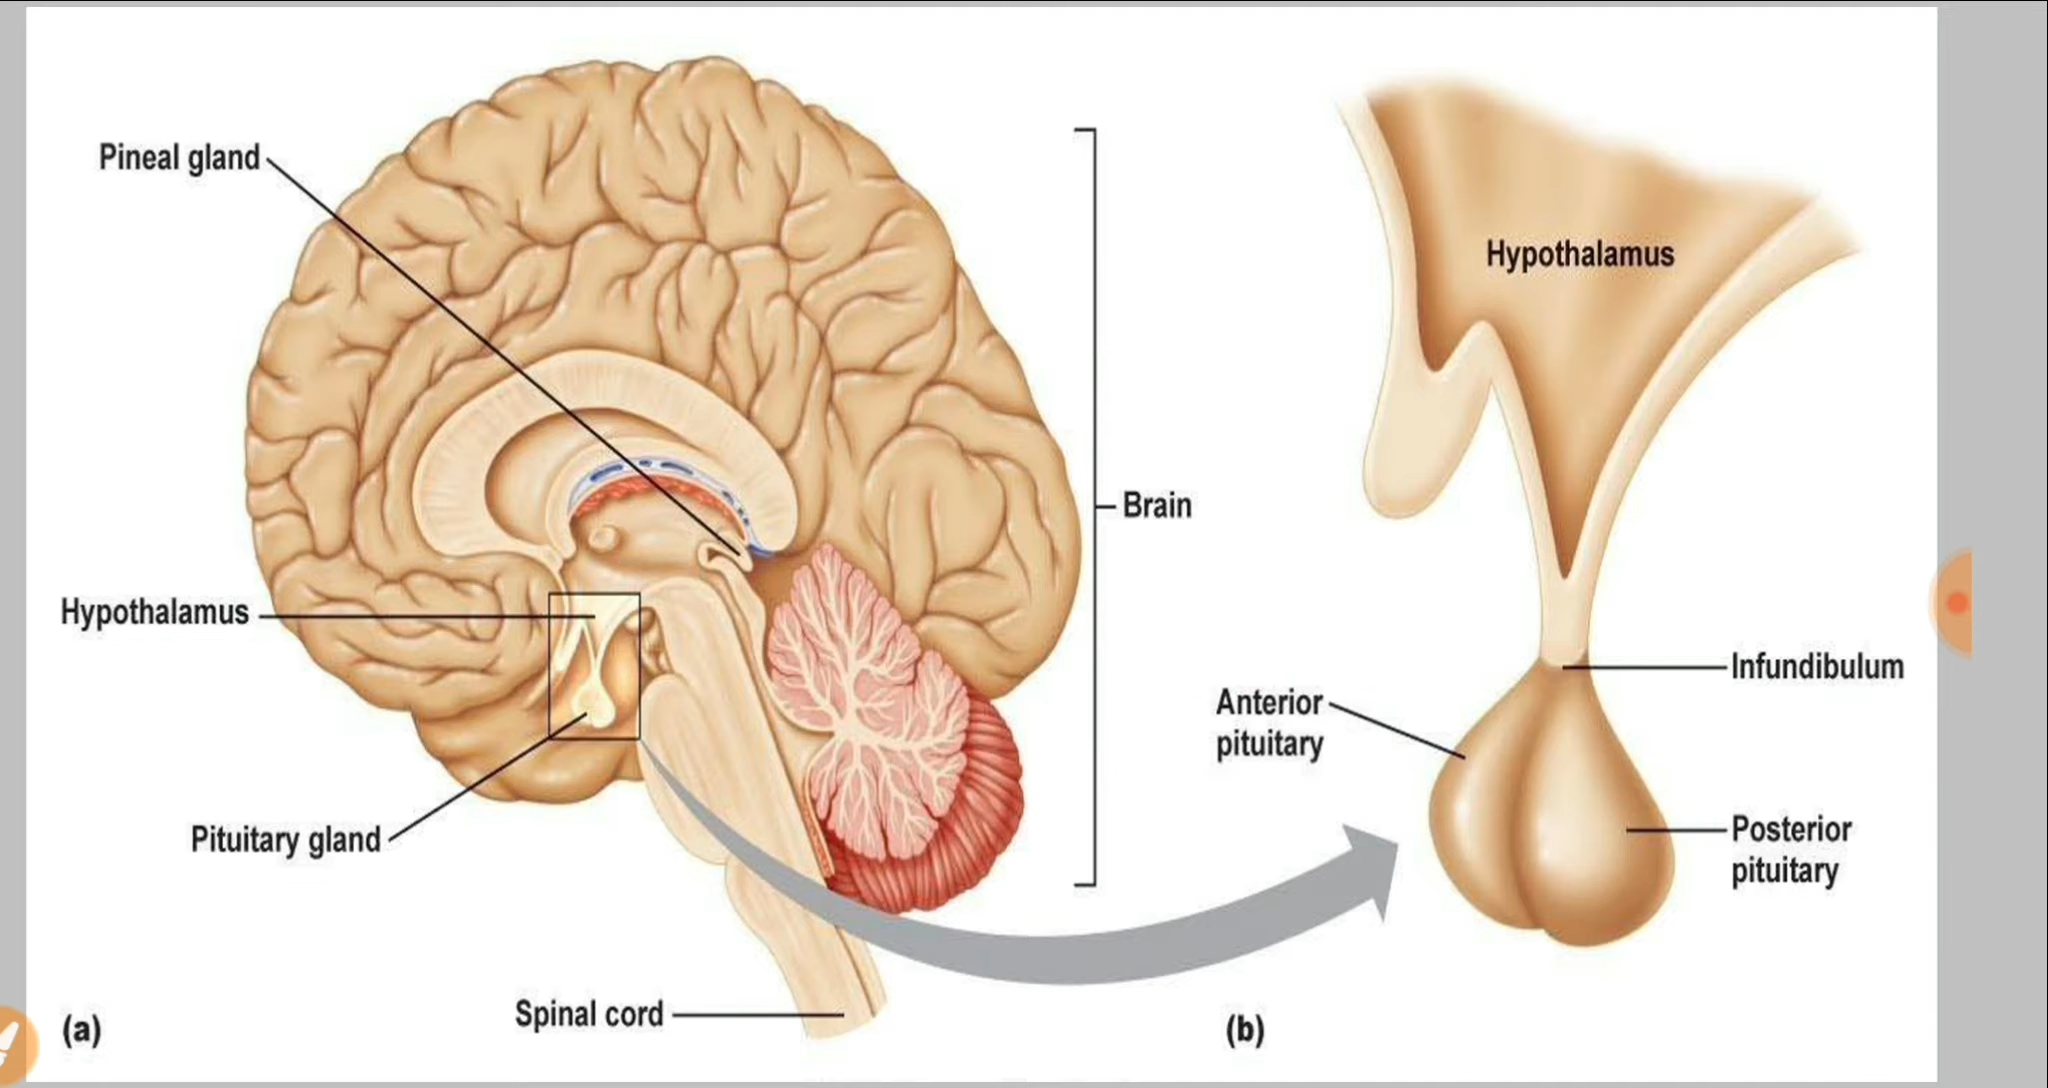 Pineal gland
Hypothalamus
Pituitary gland
Spinal cord
Brain
(a)
Hypothalamus
Infundibulum
Anterior
pituitary
Posterior
pituitary
(b)